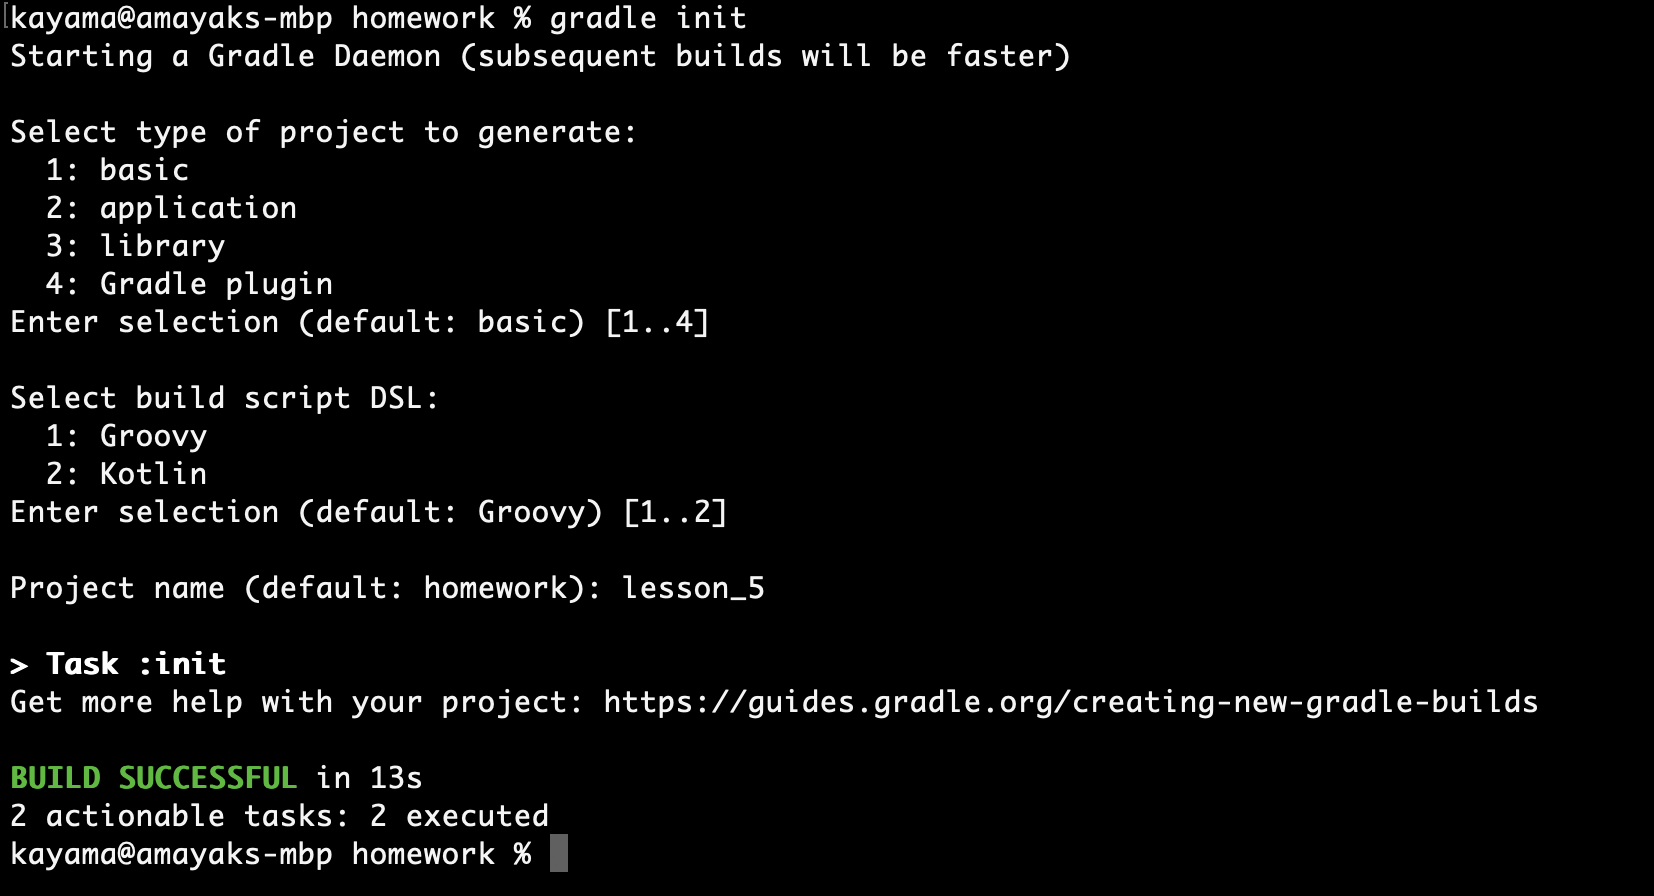 [kayama@amayaks-mbp homework % gradle init
Starting a Gradle Daemon (subsequent builds will be faster)
Select type of project to generate:
  1: basic
  2: application
  3: library
  4: Gradle plugin
Enter selection (default: basic) [1..4]
Select build script DSL:
  1: Groovy
  2: Kotlin
Enter selection (default: Groovy) [1..2]
Project name (default: homework): lesson_5
> Task :init
Get more help with your project: https://guides.gradle.org/creating-new-gradle-builds
BUILD SUCCESSFUL in 13s
2 actionable tasks: 2 executed
kayama@amayaks-mbp homework %